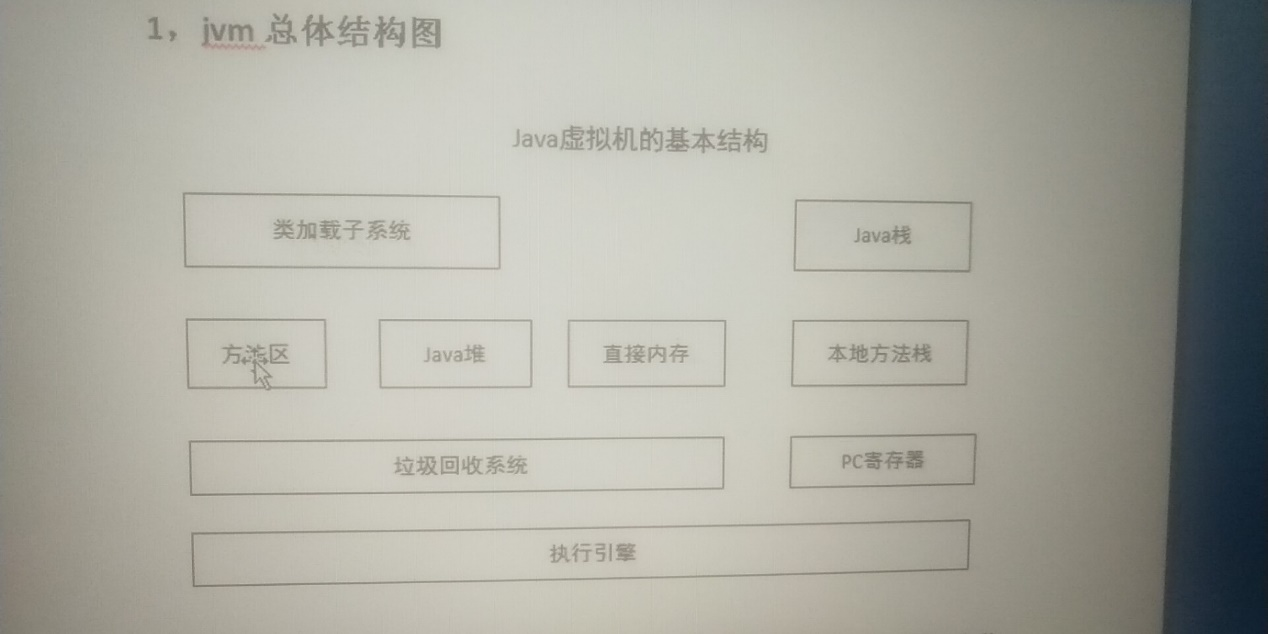 1，jvm 总体结构图
Java虚拟机的基本结构
类加载子系统
Java栈
方法区
Java堆
直接内存
本地方法栈
垃圾回收系统
PC寄存器
执行引擎